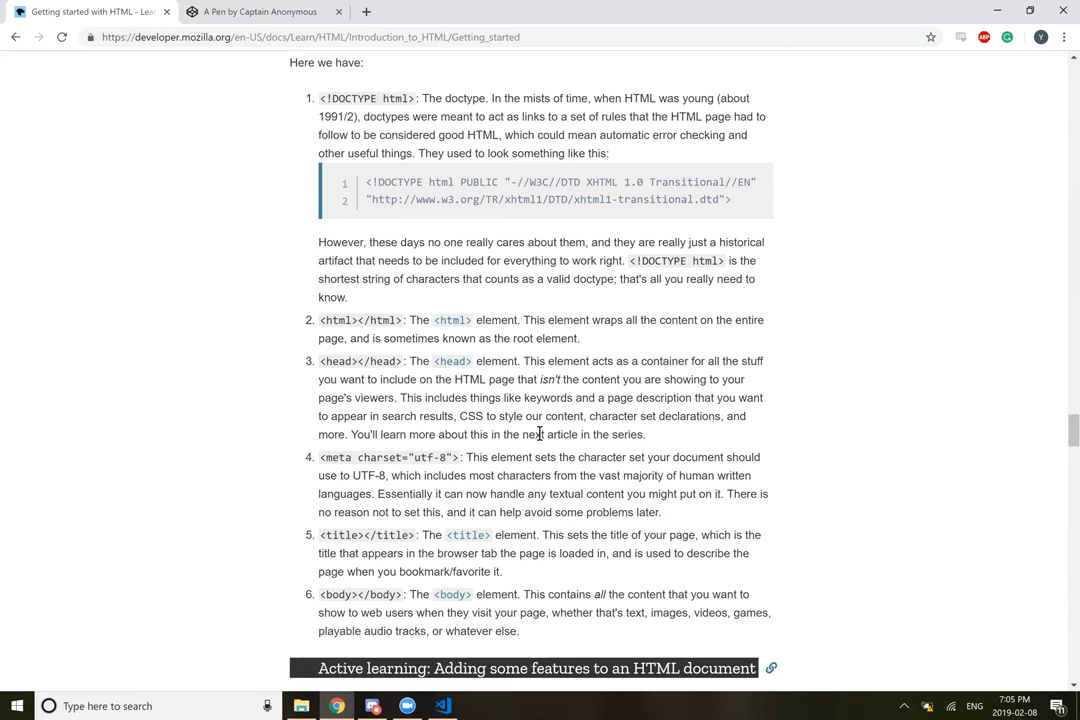 Getting started with HTML - Lea
A Pen by Captain Anonymous
https://developer.mozilla.org/en-US/docs/Learn/HTML/Introduction_to_HTML/Getting_started
ABP
G
Y
Here we have:
1. <!DOCTYPE html>: The doctype. In the mists of time, when HTML was young (about
1991/2), doctypes were meant to act as links to a set of rules that the HTML page had to
follow to be considered good HTML, which could mean automatic error checking and
other useful things. They used to look something like this:
1 <!DOCTYPE html PUBLIC "-//W3C//DTD XHTML 1.0 Transitional//EN"
2 "http://www.w3.org/TR/xhtml1/DTD/xhtml1-transitional.dtd">
However, these days no one really cares about them, and they are really just a historical
artifact that needs to be included for everything to work right. <!DOCTYPE html> is the
shortest string of characters that counts as a valid doctype; that's all you really need to
know.
2. <html></html>: The <html> element. This element wraps all the content on the entire
page, and is sometimes known as the root element.
3. <head></head>: The <head> element. This element acts as a container for all the stuff
you want to include on the HTML page that isn't the content you are showing to your
page's viewers. This includes things like keywords and a page description that you want
to appear in search results, CSS to style our content, character set declarations, and
more. You'll learn more about this in the next article in the series.
4. <meta charset="utf-8">: This element sets the character set your document should
use to UTF-8, which includes most characters from the vast majority of human written
languages. Essentially it can now handle any textual content you might put on it. There is
no reason not to set this, and it can help avoid some problems later.
5. <title></title>: The <title> element. This sets the title of your page, which is the
title that appears in the browser tab the page is loaded in, and is used to describe the
page when you bookmark/favorite it.
6. <body></body>: The <body> element. This contains all the content that you want to
show to web users when they visit your page, whether that's text, images, videos, games,
playable audio tracks, or whatever else.
Active learning: Adding some features to an HTML document
Type here to search
ENG
7:05 PM
2019-02-08